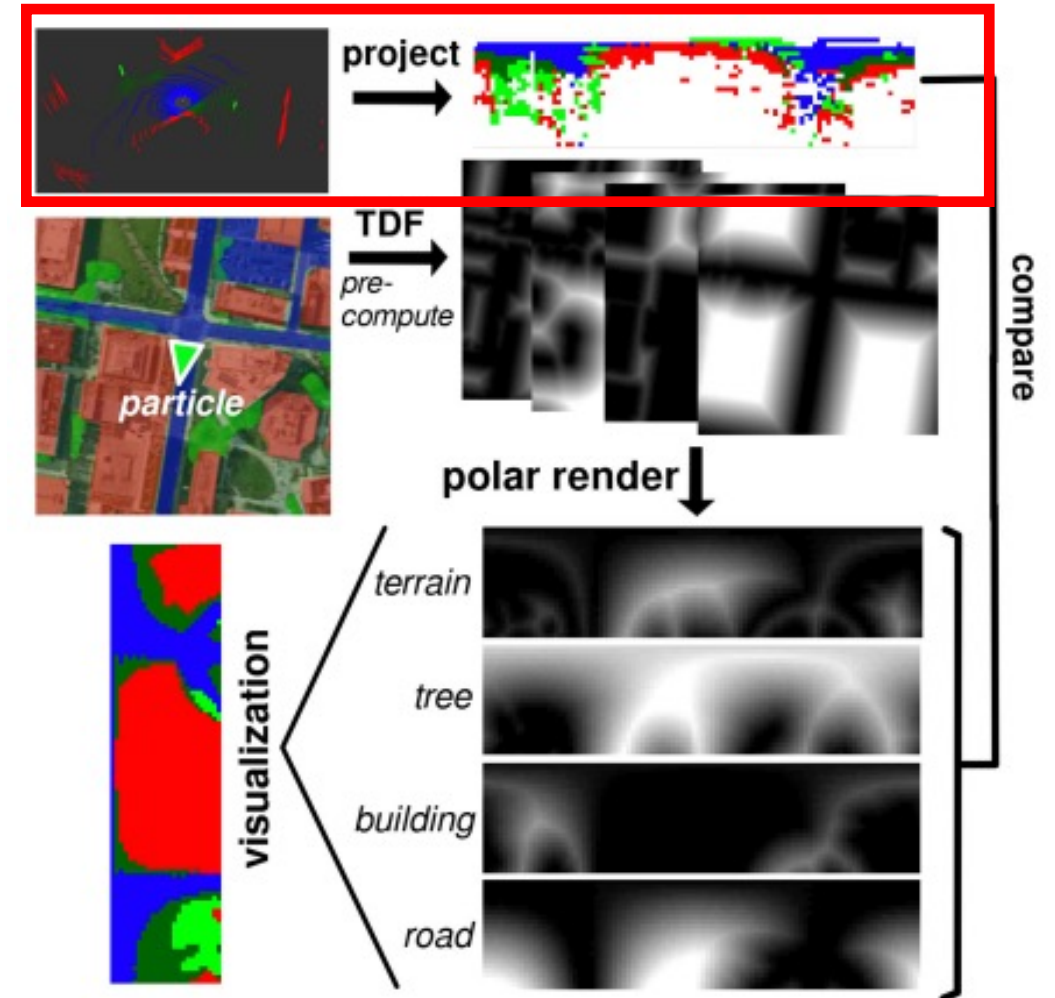 project
TDF
pre-
compute
particle
compare
polar render
terrain
tree
building
road
visualization